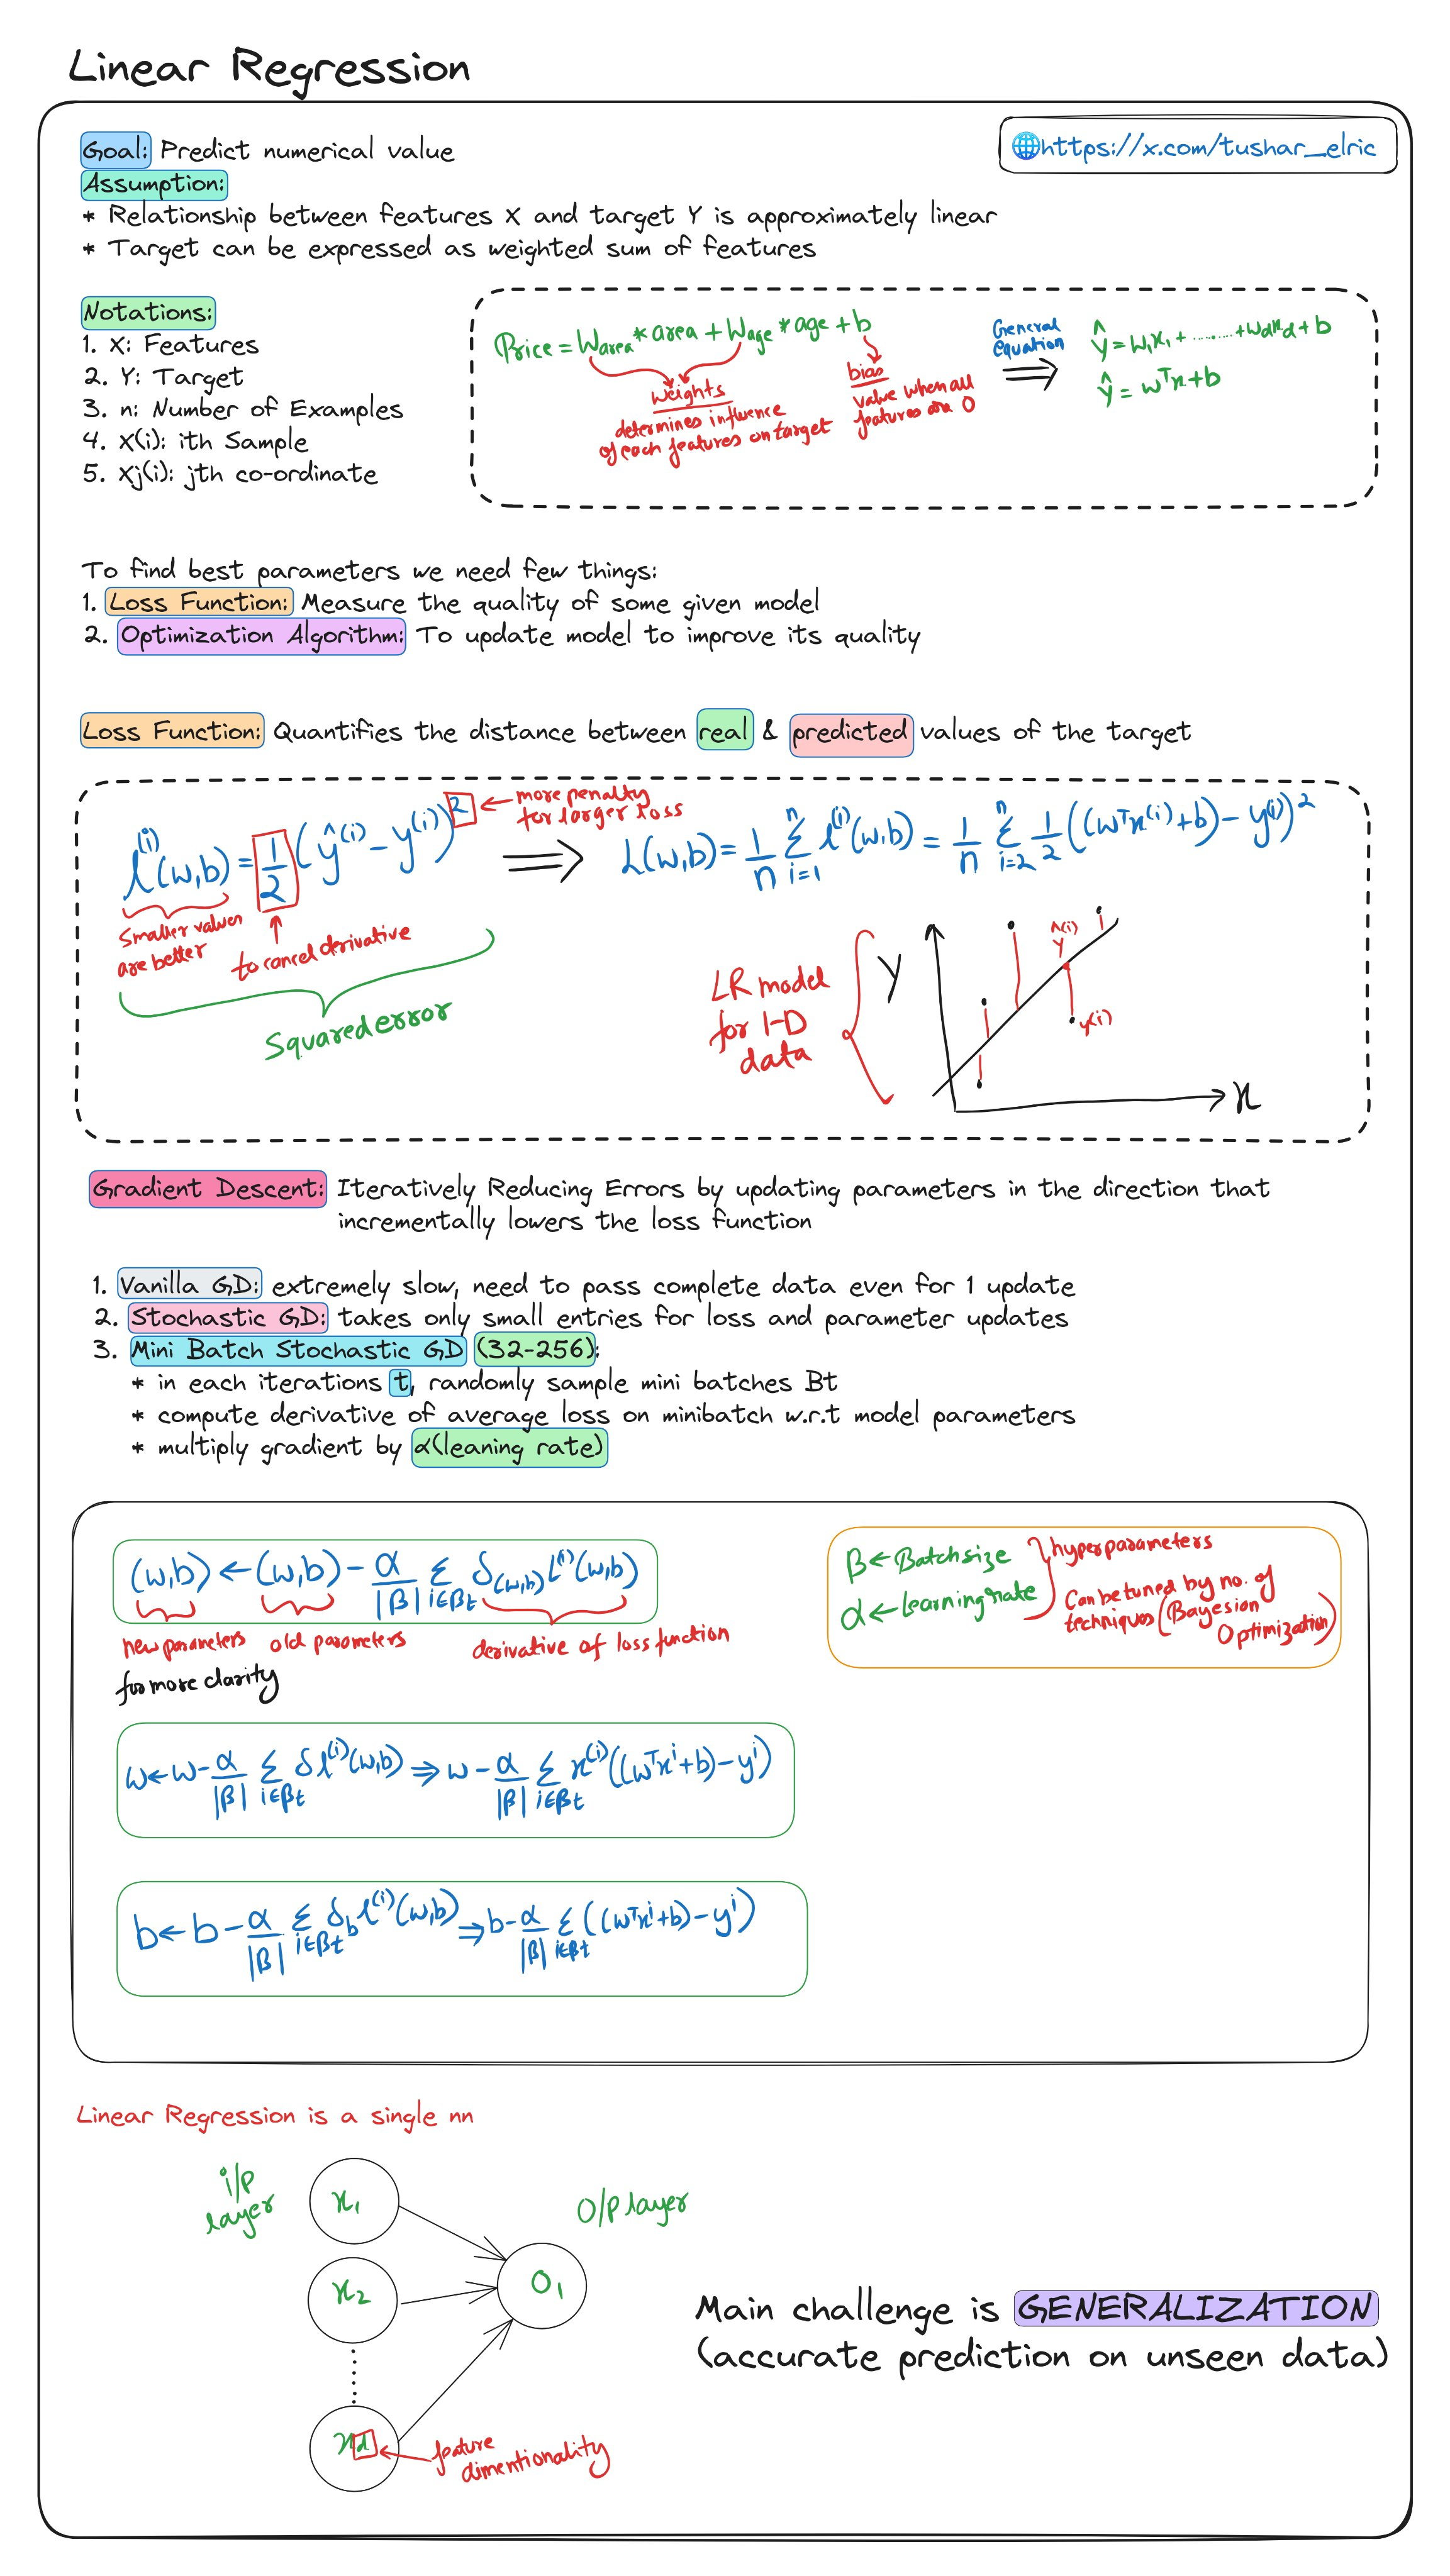 Linear Regression
Goal: Predict numerical value
https://x.com/tushar_elric
Assumption:
* Relationship between features X and target Y is approximately linear
* Target can be expressed as weighted sum of features
Notations:
1. X: Features
2. Y: Target
3. n: Number of Examples
4. X(i): ith Sample
5. Xj(i): jth co-ordinate
Price = Warea * area + Wage * age + b
weights
determines influence
of each features on target
bias
value when all
features are 0
General
equation
⇒
ŷ = w₁x₁ + ........ + wdxd + b
ŷ = wᵀx + b
To find best parameters we need few things:
1. Loss Function: Measure the quality of some given model
2. Optimization Algorithm: To update model to improve its quality
Loss Function: Quantifies the distance between real & predicted values of the target
l⁽ⁱ⁾(w,b) = 1/2 (ŷ⁽ⁱ⁾ - y⁽ⁱ⁾)²
more penalty
for larger loss
⇒ L(w,b) = 1/n Σ i=1 n l⁽ⁱ⁾(w,b) = 1/n Σ i=2 n 1/2 ((wᵀx⁽ⁱ⁾ + b) - y⁽ⁱ⁾)²
Smaller values
are better
to cancel derivative
Squared error
LR model
for 1-D
data
Y
ŷ(i)
y(i)
x
Gradient Descent: Iteratively Reducing Errors by updating parameters in the direction that
incrementally lowers the loss function
1. Vanilla GD: extremely slow, need to pass complete data even for 1 update
2. Stochastic GD: takes only small entries for loss and parameter updates
3. Mini Batch Stochastic GD (32-256):
* in each iterations t, randomly sample mini batches Bt
* compute derivative of average loss on minibatch w.r.t model parameters
* multiply gradient by α(leaning rate)
(w,b) ← (w,b) - α/|β| Σ i∈βt δ(w,b) l⁽ⁱ⁾(w,b)
new parameters
old parameters
derivative of loss function
for more clarity
β ← Batch size
α ← learning rate
hyperparameters
Can be tuned by no. of
techniques (Bayesion
Optimization)
w ← w - α/|β| Σ i∈βt δl⁽ⁱ⁾(w,b) ⇒ w - α/|β| Σ i∈βt x⁽ⁱ⁾((wᵀxⁱ + b) - yⁱ)
b ← b - α/|β| Σ i∈βt δb l⁽ⁱ⁾(w,b) ⇒ b - α/|β| Σ i∈βt ((wᵀxⁱ + b) - yⁱ)
Linear Regression is a single nn
i/p
layer
x₁
O/P layer
x₂
O₁
xd
feature
dimentionality
Main challenge is GENERALIZATION
(accurate prediction on unseen data)